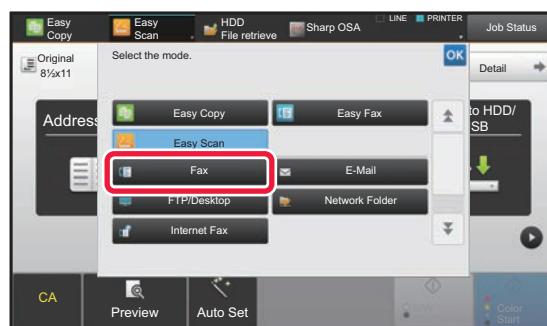 Easy Copy
Easy Scan
HDD File retrieve
Sharp OSA
LINE
PRINTER
Job Status
Original
8½x11
Select the mode.
OK
Detail
Address
Easy Copy
Easy Fax
to HDD/
SB
Easy Scan
Fax
E-Mail
FTP/Desktop
Network Folder
Internet Fax
CA
Preview
Auto Set
Color
Start